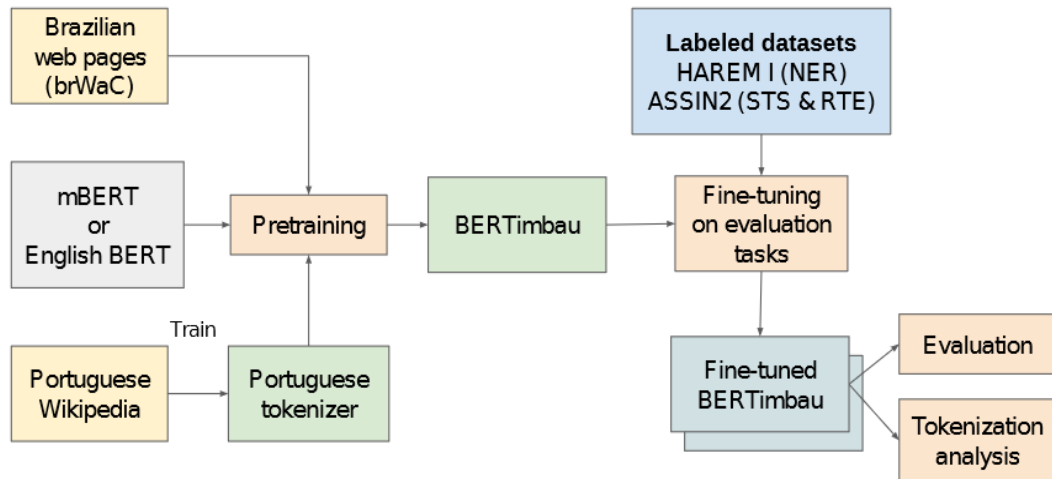 Brazilian
web pages
(brWaC)
Labeled datasets
HAREM I (NER)
ASSIN2 (STS & RTE)
mBERT
or
English BERT
Pretraining
BERTimbau
Fine-tuning
on evaluation
tasks
Train
Portuguese
Wikipedia
Portuguese
tokenizer
Fine-tuned
BERTimbau
Evaluation
Tokenization
analysis